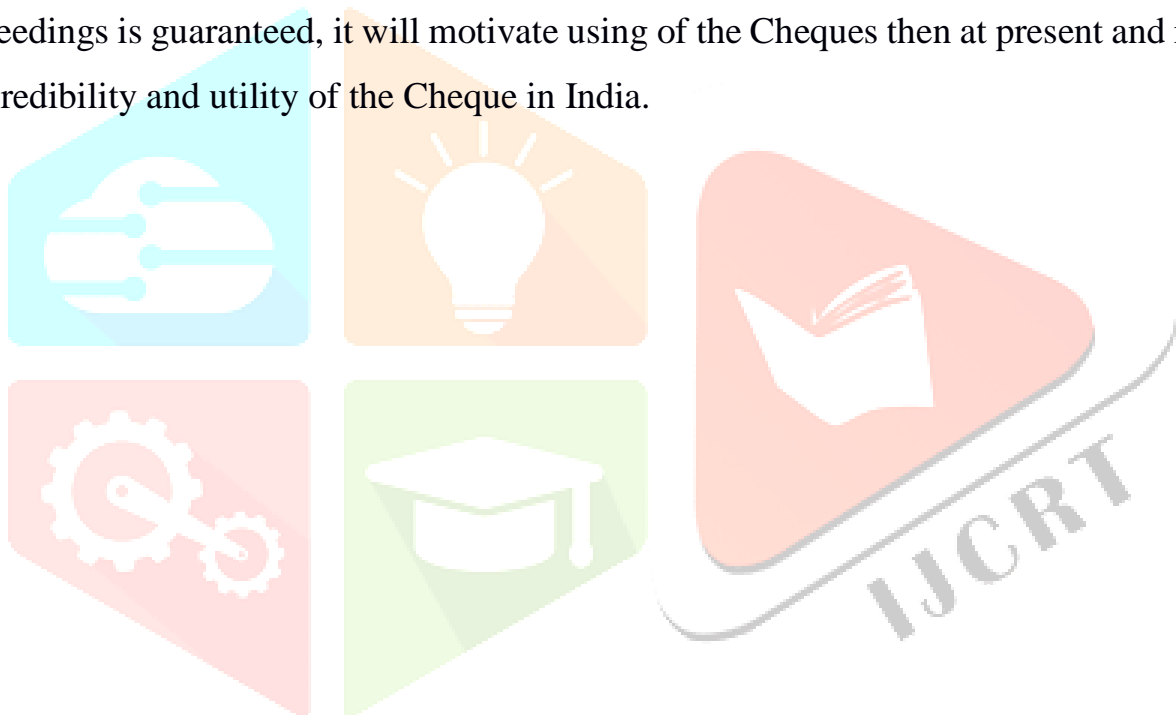 eedings is guaranteed, it will motivate using of the Cheques then at present and
redibility and utility of the Cheque in India.
IJCRT